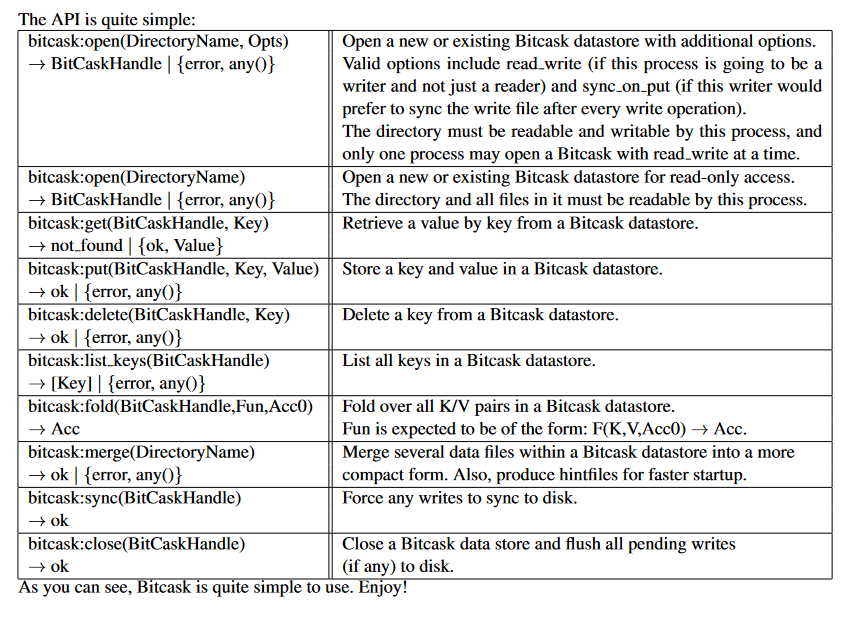 The API is quite simple:
bitcask:open(DirectoryName, Opts)
→ BitCaskHandle | {error, any()}
Open a new or existing Bitcask datastore with additional options.
Valid options include read_write (if this process is going to be a
writer and not just a reader) and sync_on_put (if this writer would
prefer to sync the write file after every write operation).
The directory must be readable and writable by this process, and
only one process may open a Bitcask with read_write at a time.
bitcask:open(DirectoryName)
→ BitCaskHandle | {error, any()}
Open a new or existing Bitcask datastore for read-only access.
The directory and all files in it must be readable by this process.
bitcask:get(BitCaskHandle, Key)
→ not_found | {ok, Value}
Retrieve a value by key from a Bitcask datastore.
bitcask:put(BitCaskHandle, Key, Value)
→ ok | {error, any()}
Store a key and value in a Bitcask datastore.
bitcask:delete(BitCaskHandle, Key)
→ ok | {error, any()}
Delete a key from a Bitcask datastore.
bitcask:list_keys(BitCaskHandle)
→ [Key] | {error, any()}
List all keys in a Bitcask datastore.
bitcask:fold(BitCaskHandle,Fun,Acc0)
→ Acc
Fold over all K/V pairs in a Bitcask datastore.
Fun is expected to be of the form: F(K,V,Acc0) → Acc.
bitcask:merge(DirectoryName)
→ ok | {error, any()}
Merge several data files within a Bitcask datastore into a more
compact form. Also, produce hintfiles for faster startup.
bitcask:sync(BitCaskHandle)
→ ok
Force any writes to sync to disk.
bitcask:close(BitCaskHandle)
→ ok
Close a Bitcask data store and flush all pending writes
(if any) to disk.
As you can see, Bitcask is quite simple to use. Enjoy!